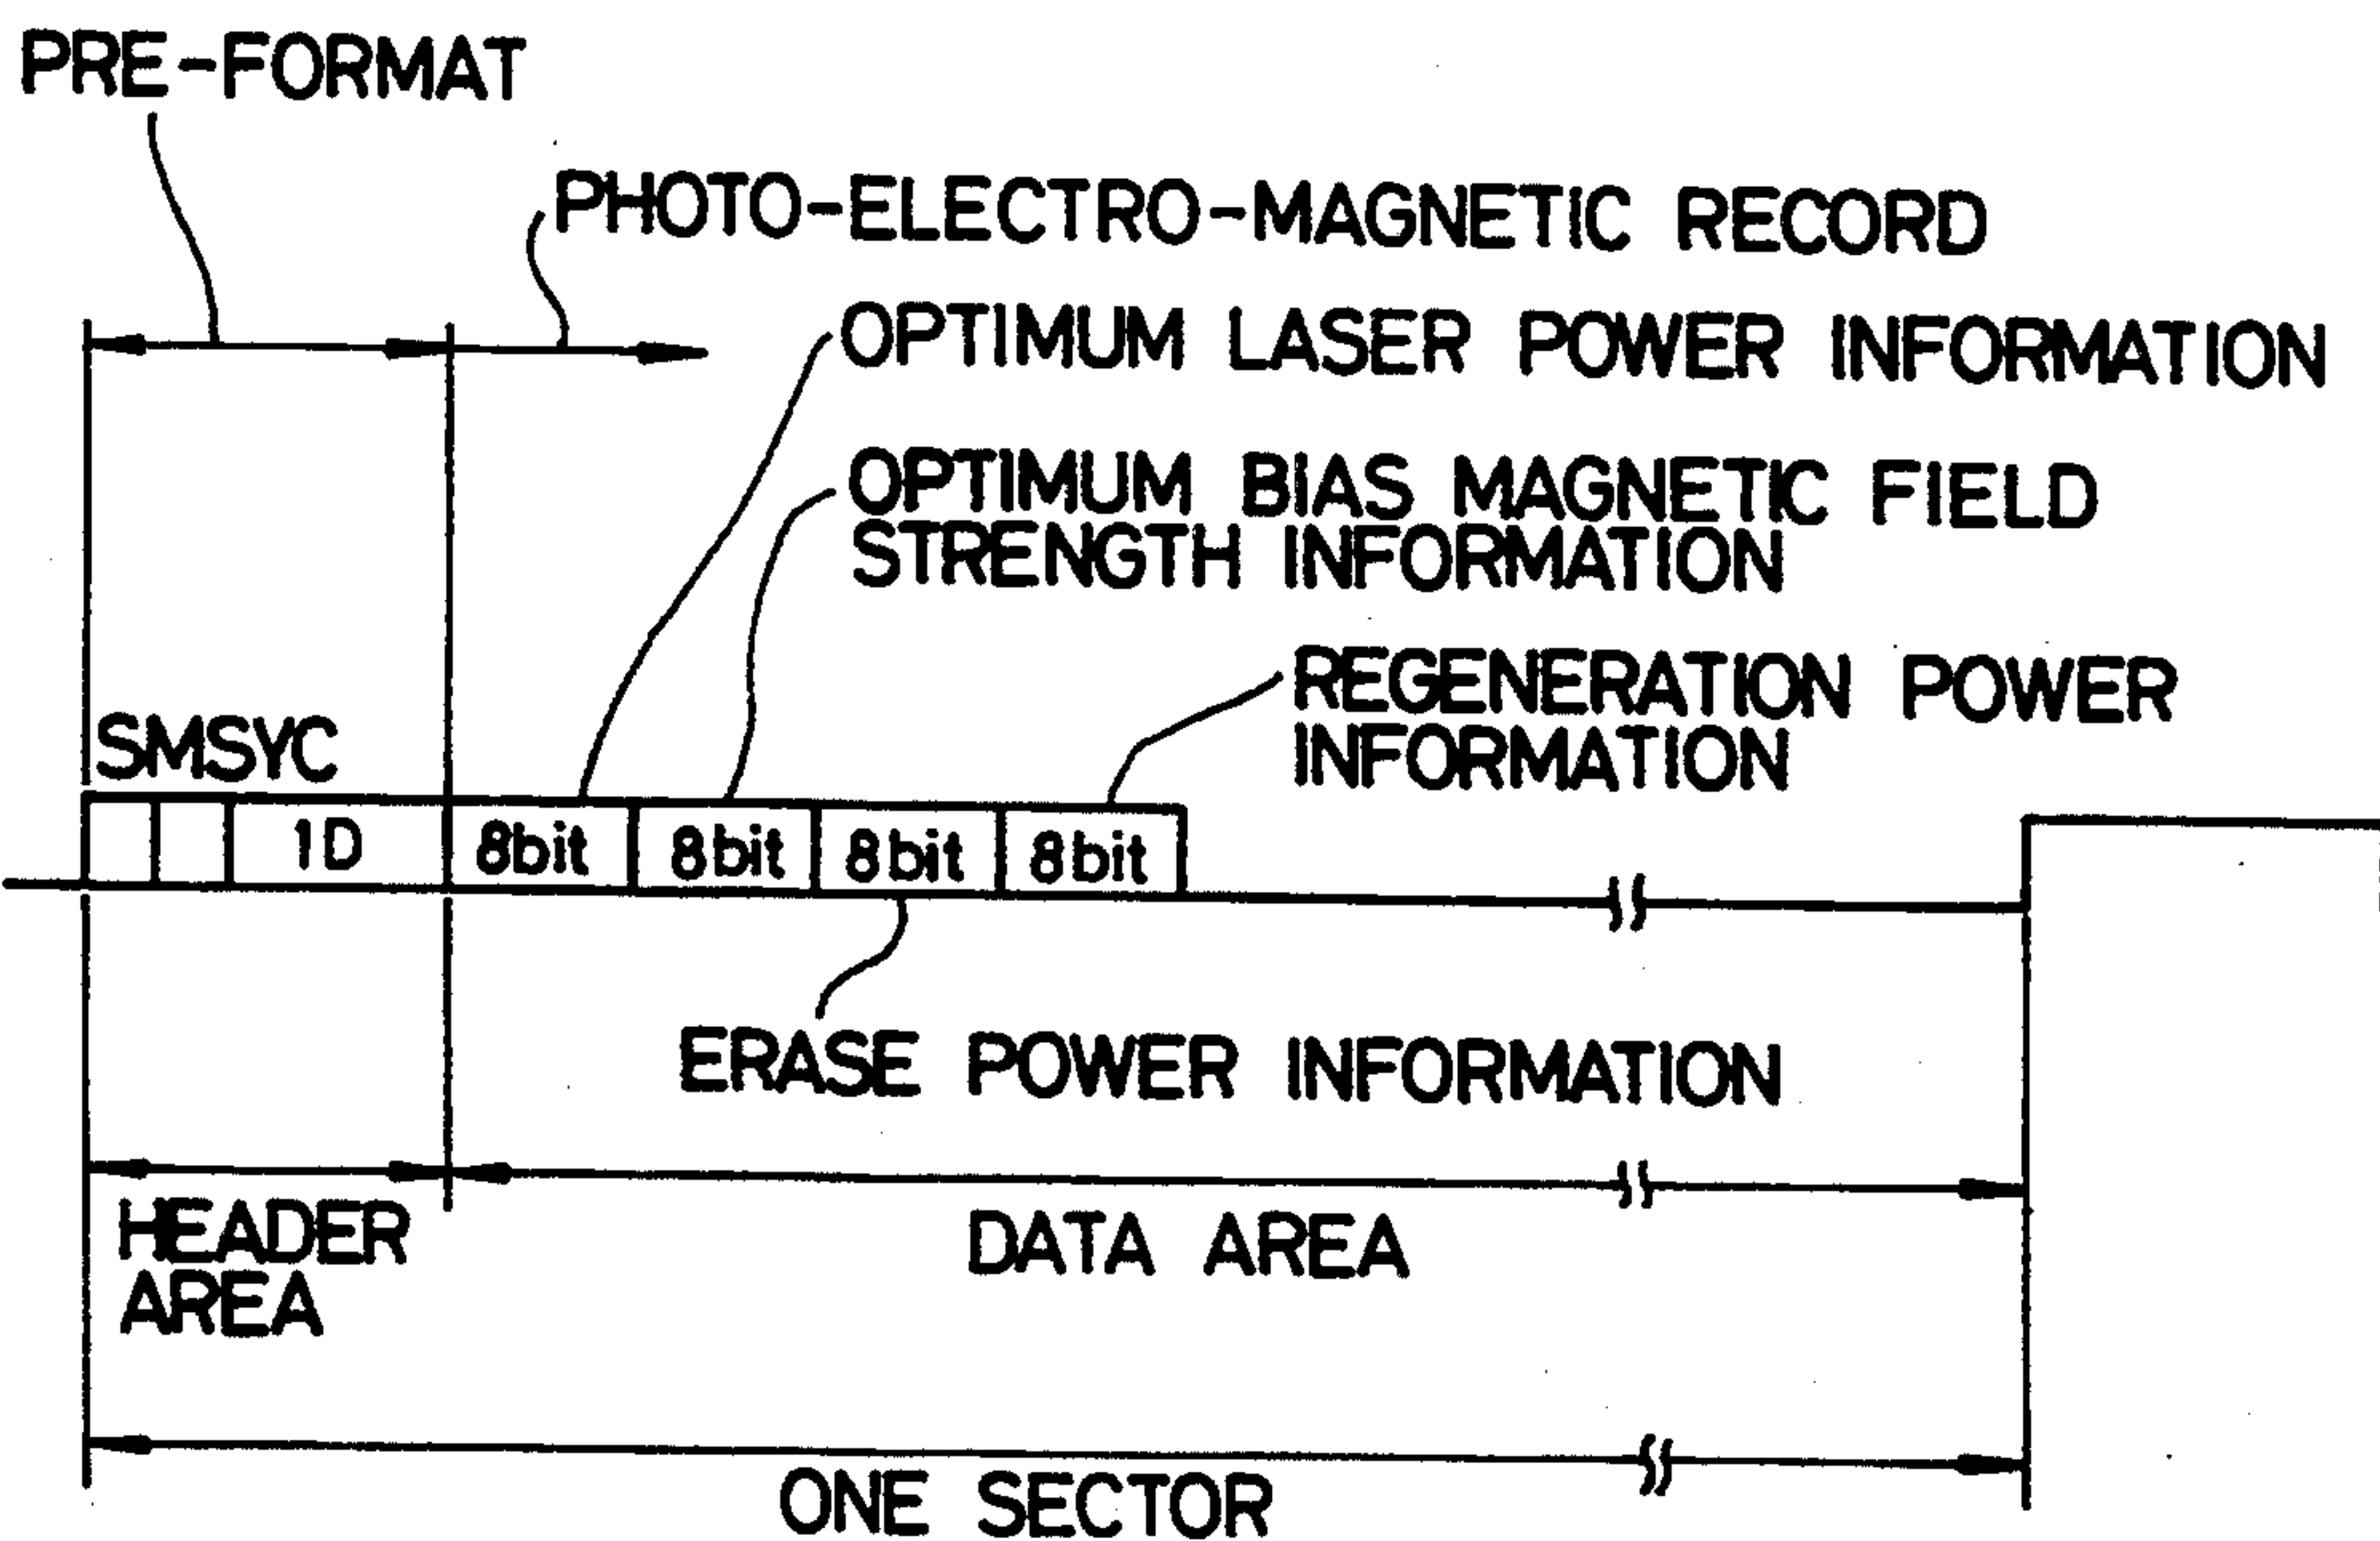 PRE-FORMAT
PHOTO-ELECTRO-MAGNETIC RECORD
OPTIMUM LASER POWER INFORMATION
OPTIMUM BIAS MAGNETIC FIELD
STRENGTH INFORMATION
REGENERATION POWER
INFORMATION
SMSYC
1D 8bit 8bit 8bit 8bit
ERASE POWER INFORMATION
HEADER
AREA
DATA AREA
ONE SECTOR